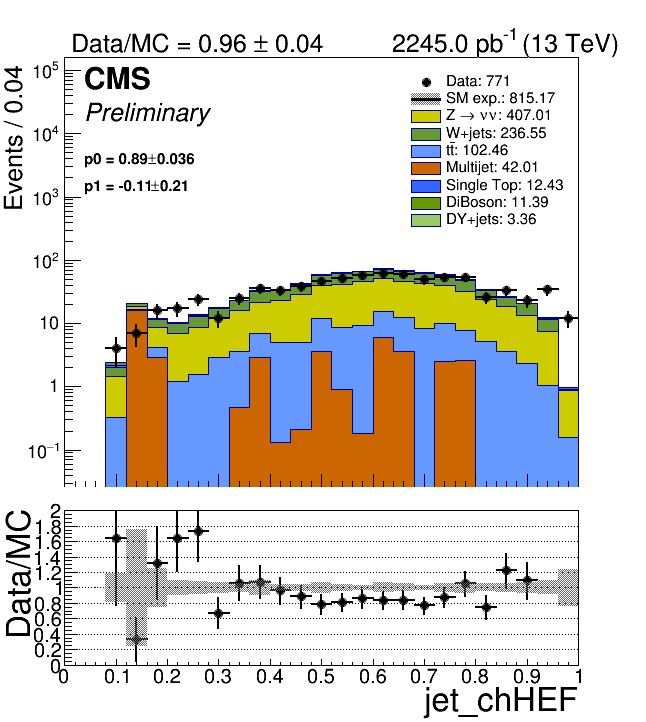 Data/MC = 0.96 ± 0.04 2245.0 pb⁻¹ (13 TeV)
CMS
Preliminary
p0 = 0.89±0.036
p1 = -0.11±0.21
Data: 771
SM exp.: 815.17
Z → νν: 407.01
W+jets: 236.55
tt̄: 102.46
Multijet: 42.01
Single Top: 12.43
DiBoson: 11.39
DY+jets: 3.36
Events / 0.04
10⁵
10⁴
10³
10²
10
1
10⁻¹
Data/MC
2
1.8
1.6
1.4
1.2
1
0.8
0.6
0.4
0.2
0
0 0.1 0.2 0.3 0.4 0.5 0.6 0.7 0.8 0.9 1
jet_chHEF